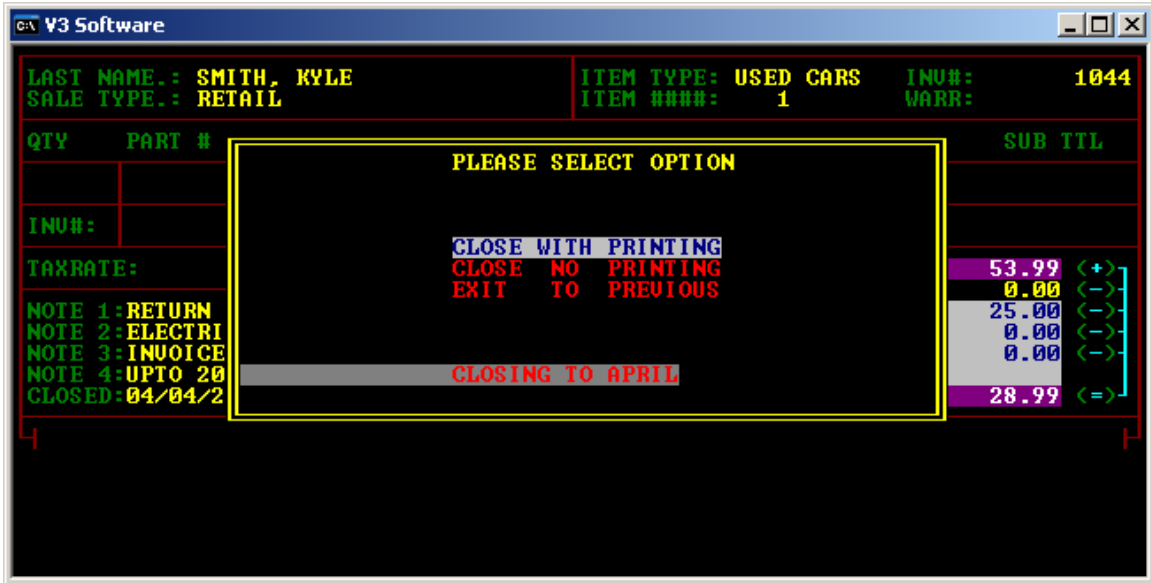 V3 Software
LAST NAME.: SMITH, KYLE ITEM TYPE: USED CARS INV#: 1044
SALE TYPE.: RETAIL ITEM ####: 1 WARR:
QTY PART # SUB TTL
PLEASE SELECT OPTION
INV#:
CLOSE WITH PRINTING
TAXRATE: CLOSE NO PRINTING 53.99 (+)
EXIT TO PREVIOUS 0.00 (-)
NOTE 1:RETURN 25.00 (-)
NOTE 2:ELECTRI 0.00 (-)
NOTE 3:INVOICE 0.00 (-)
NOTE 4:UPTO 20 CLOSING TO APRIL
CLOSED:04/04/2 28.99 (=)